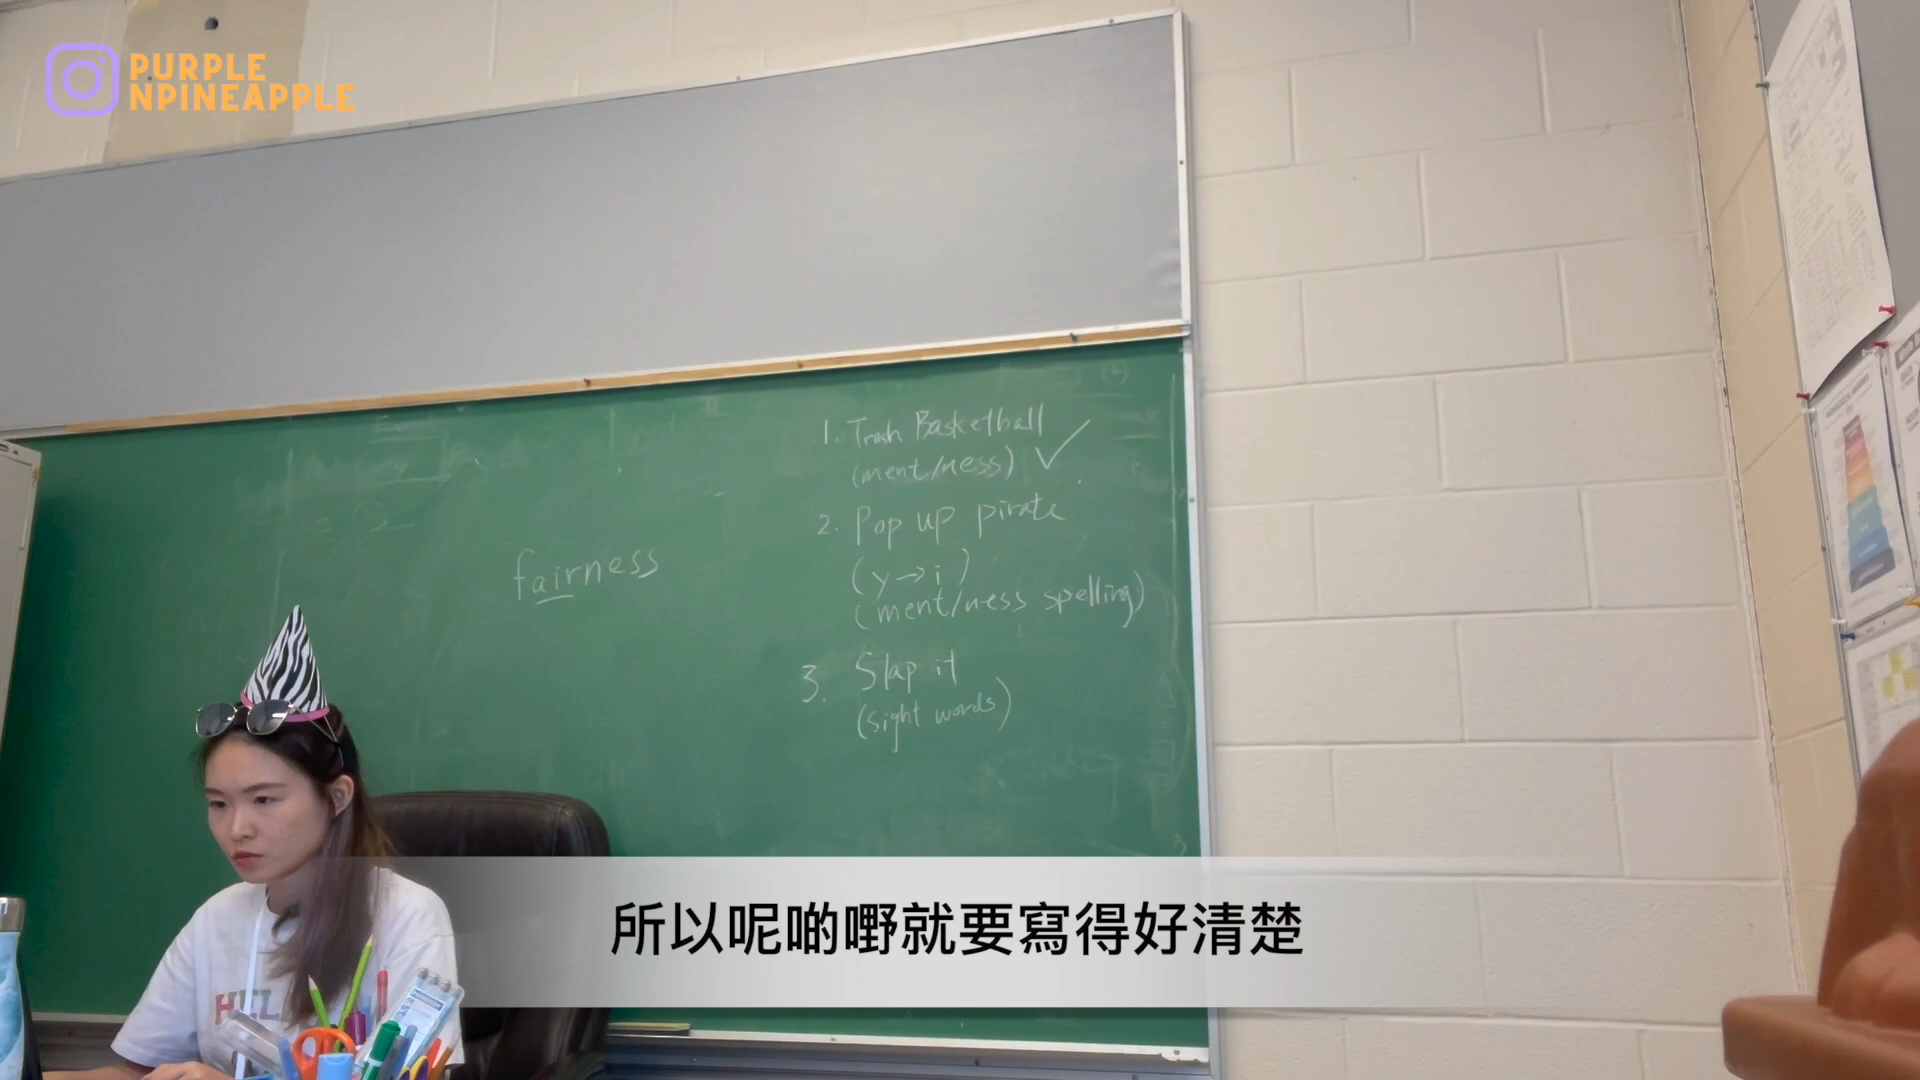 PURPLE
NPINEAPPLE
1. Trash Basketball
(ment/ness) ✓
2. Pop up pirate
(y→i)
(ment/ness spelling)
3. Slap it
(sight words)
fairness
HEL
所以呢啲嘢就要寫得好清楚